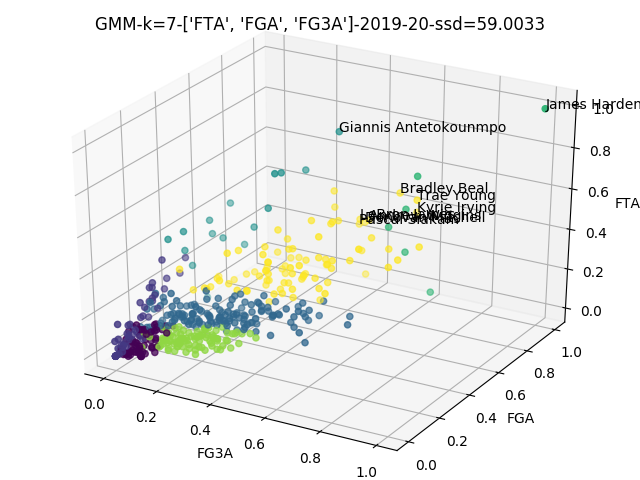 GMM-k=7-['FTA', 'FGA', 'FG3A']-2019-20-ssd=59.0033
James Harden
1.0
Giannis Antetokounmpo
0.8
Bradley Beal
0.6
Trae Young
FTA
Kyrie Irving
0.4
Pascal Siakam
0.2
0.0
1.0
0.8
0.6
0.4
FGA
0.2
0.0
0.0
0.2
0.4
0.6
0.8
1.0
FG3A